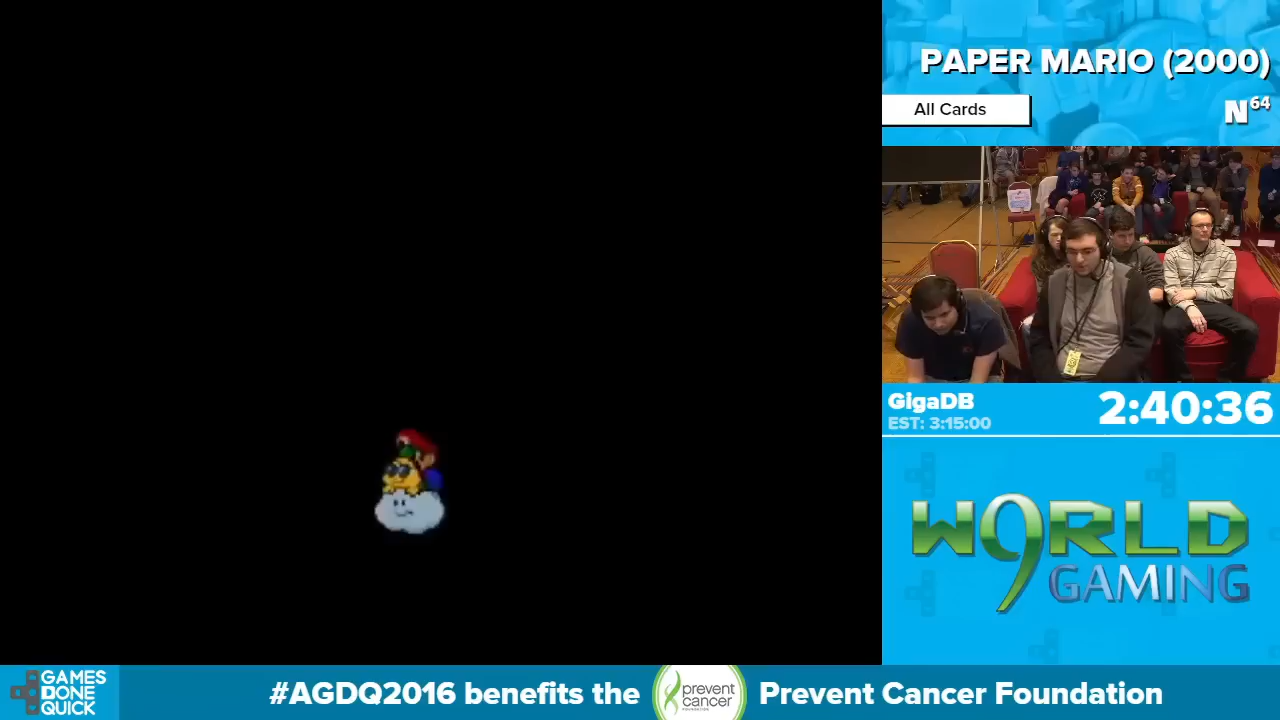 PAPER MARIO (2000)
All Cards
N64
GigaDB
2:40:36
EST: 3:15:00
W9RLD
GAMING
GAMES
DONE
QUICK
#AGDQ2016 benefits the
prevent
cancer
Prevent Cancer Foundation